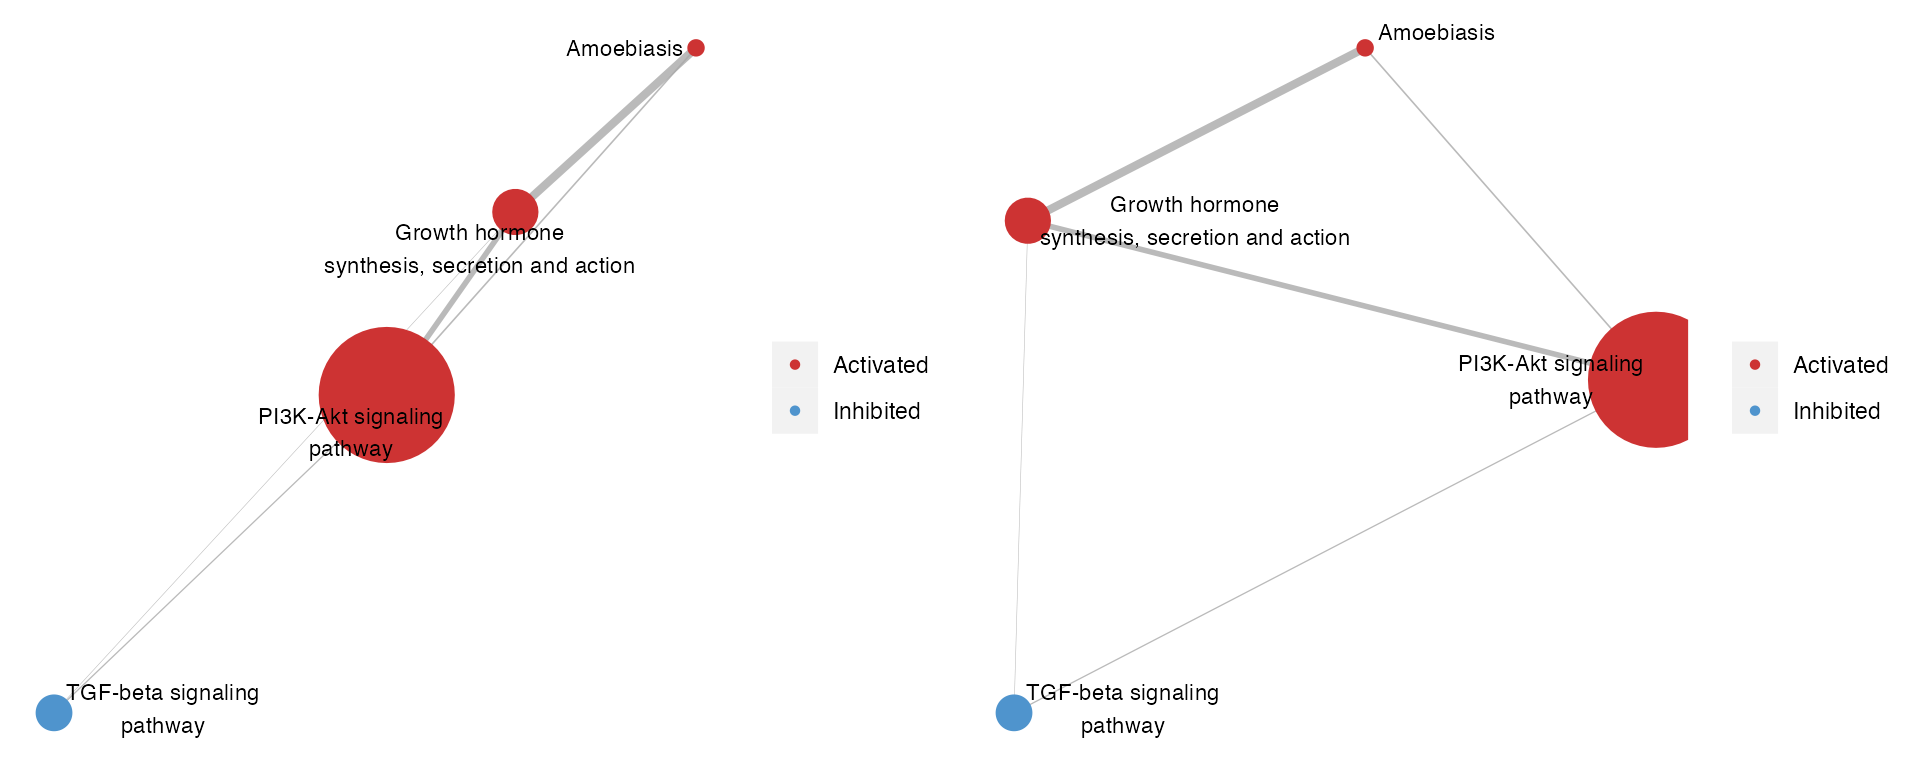 Amoebiasis
Growth hormone
synthesis, secretion and action
PI3K-Akt signaling
pathway
TGF-beta signaling
pathway
Activated
Inhibited
Amoebiasis
Growth hormone
synthesis, secretion and action
PI3K-Akt signaling
pathway
TGF-beta signaling
pathway
Activated
Inhibited